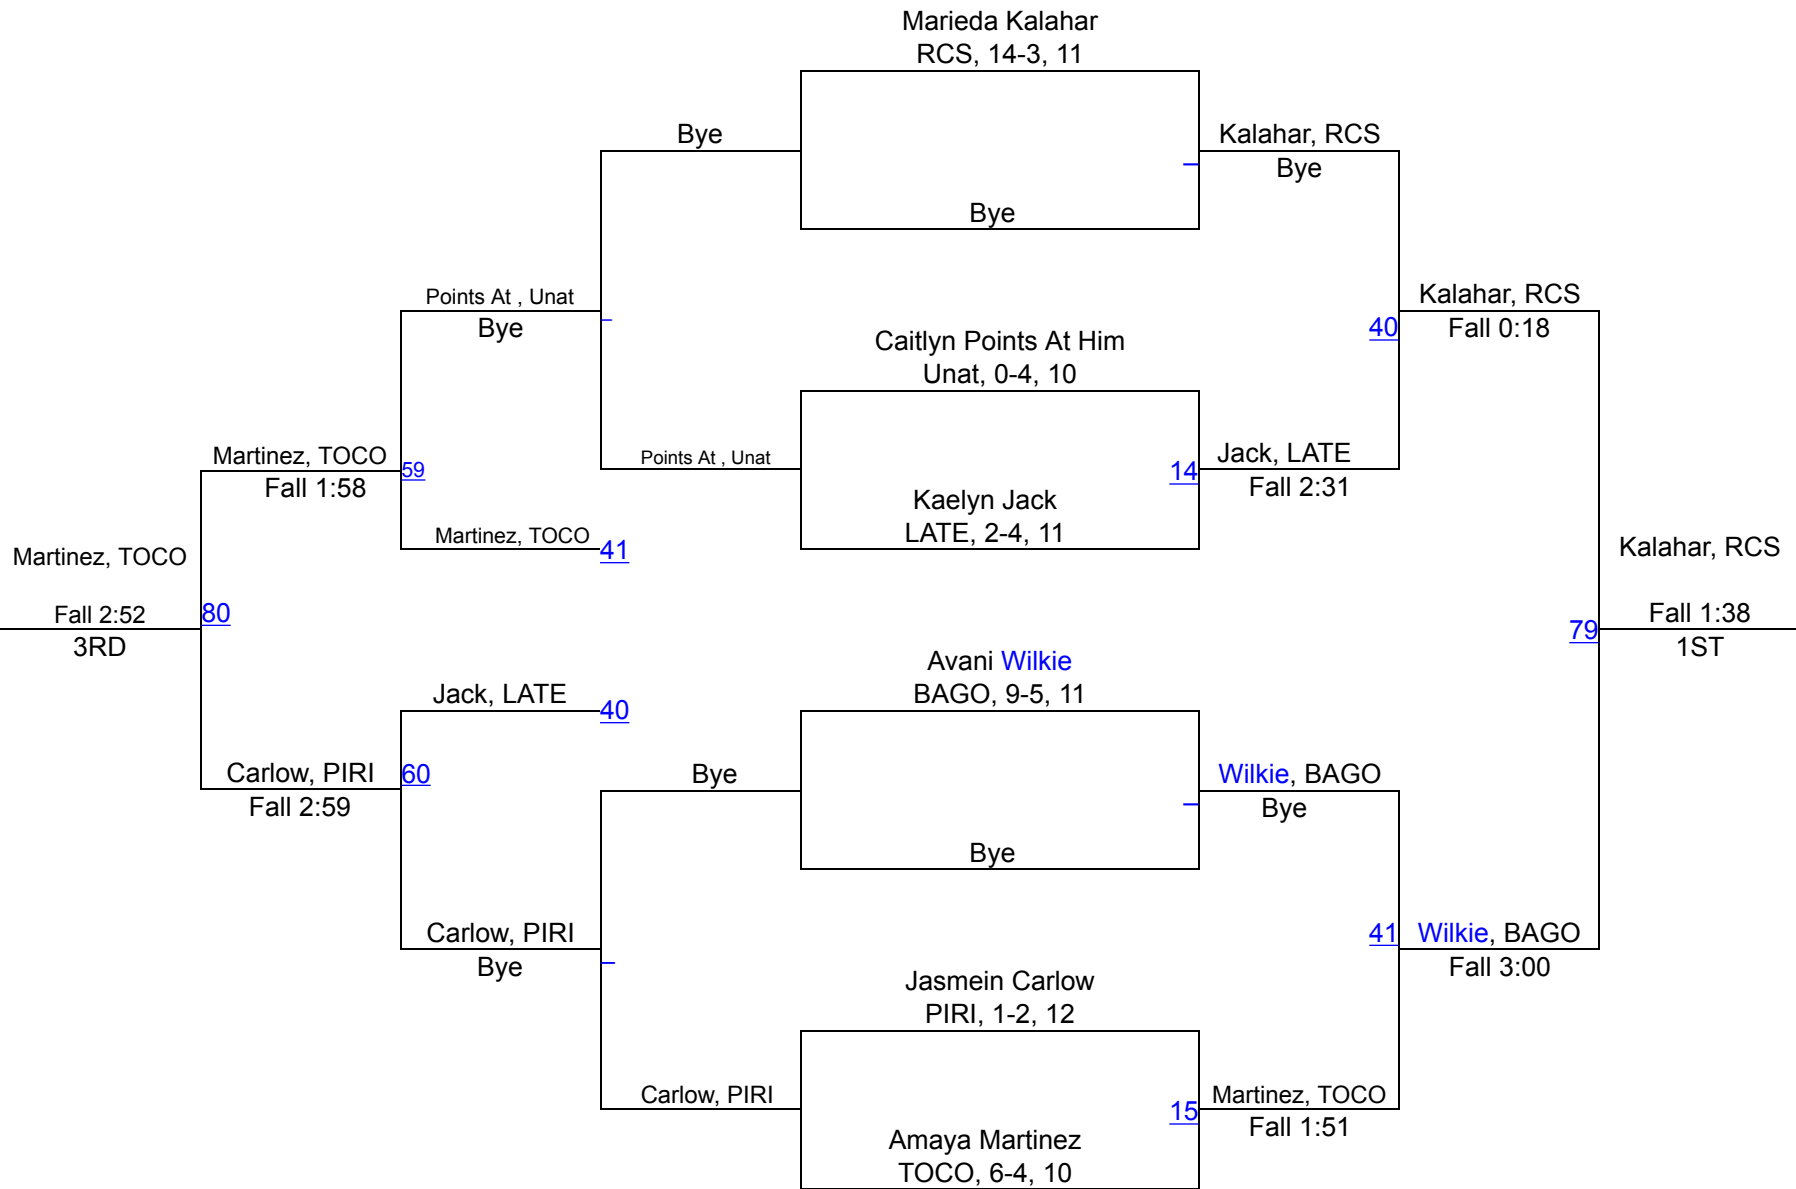 Marieda Kalahar
RCS, 14-3, 11
Bye
Kalahar, RCS
Bye
Bye
Points At , Unat
Bye
Kalahar, RCS
Fall 0:18
40
Caitlyn Points At Him
Unat, 0-4, 10
Martinez, TOCO
Fall 1:58
59
Points At , Unat
14
Jack, LATE
Fall 2:31
Kaelyn Jack
LATE, 2-4, 11
Martinez, TOCO
41
Martinez, TOCO
Fall 2:52
3RD
80
Kalahar, RCS
Fall 1:38
1ST
79
Avani Wilkie
BAGO, 9-5, 11
Jack, LATE
40
Carlow, PIRI
Fall 2:59
60
Bye
Wilkie, BAGO
Bye
Bye
Carlow, PIRI
Bye
41
Wilkie, BAGO
Fall 3:00
Jasmein Carlow
PIRI, 1-2, 12
Carlow, PIRI
15
Martinez, TOCO
Fall 1:51
Amaya Martinez
TOCO, 6-4, 10